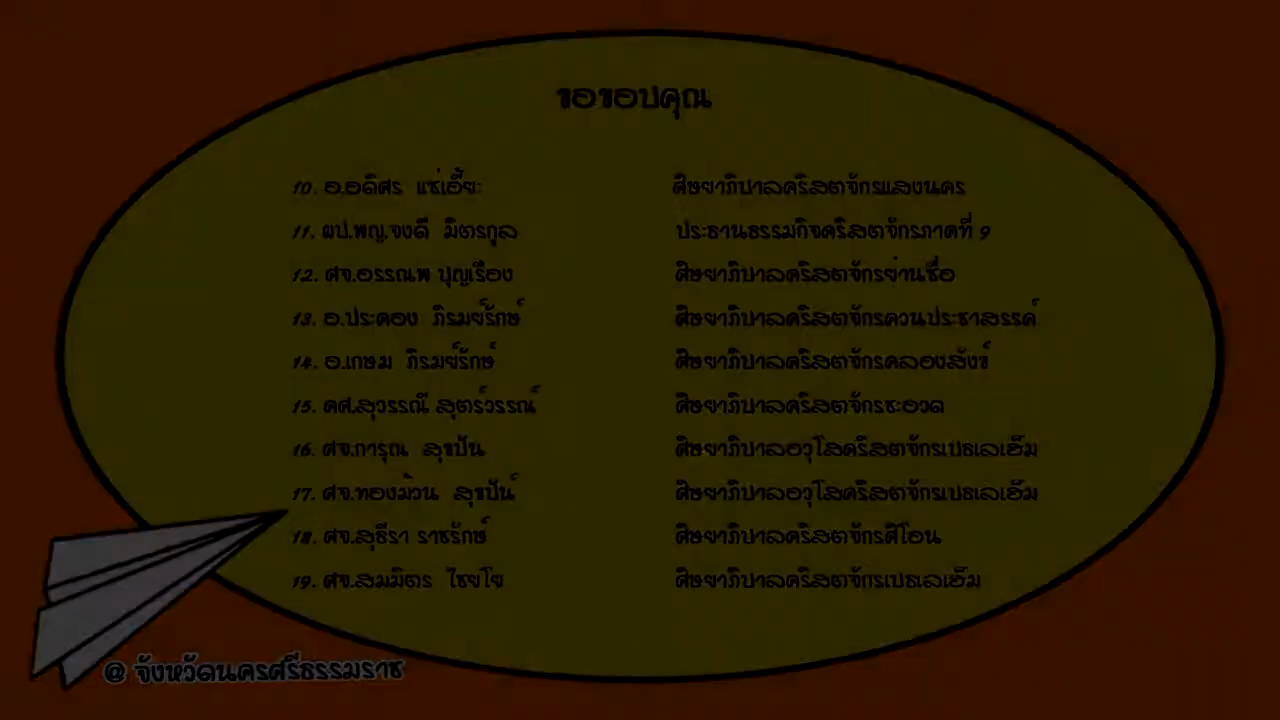 ขอขอบคุณ
10. อ.อดิศร แซ่เอี้ยะ ศิษยาภิบาลคริสตจักรแสงนคร
11. ผป.พญ.จงดี มิตรกูล ประธานธรรมกิจคริสตจักรภาคที่ 9
12. ศจ.อรรณพ บุญเรือง ศิษยาภิบาลคริสตจักรย่านซื่อ
13. อ.ประคอง ภิรมย์รักษ์ ศิษยาภิบาลคริสตจักรควนประชาสรรค์
14. อ.เกษม ภิรมย์รักษ์ ศิษยาภิบาลคริสตจักรคลองสังข์
15. คศ.สุวรรณี สุตร์วรรณ์ ศิษยาภิบาลคริสตจักรชะอวด
16. ศจ.การุณ สุขปัน ศิษยาภิบาลอวุโสคริสตจักรเบธเลเฮ็ม
17. ศจ.ทองม้วน สุขปันี ศิษยาภิบาลอวุโสคริสตจักรเบธเลเฮ็ม
18. ศจ.สุธีรา ราชรักษ์ ศิษยาภิบาลคริสตจักรศิโอน
19. ศจ.สมมิตร ไชยโย ศิษยาภิบาลคริสตจักรเบธเลเฮ็ม
@ จังหวัดนครศรีธรรมราช